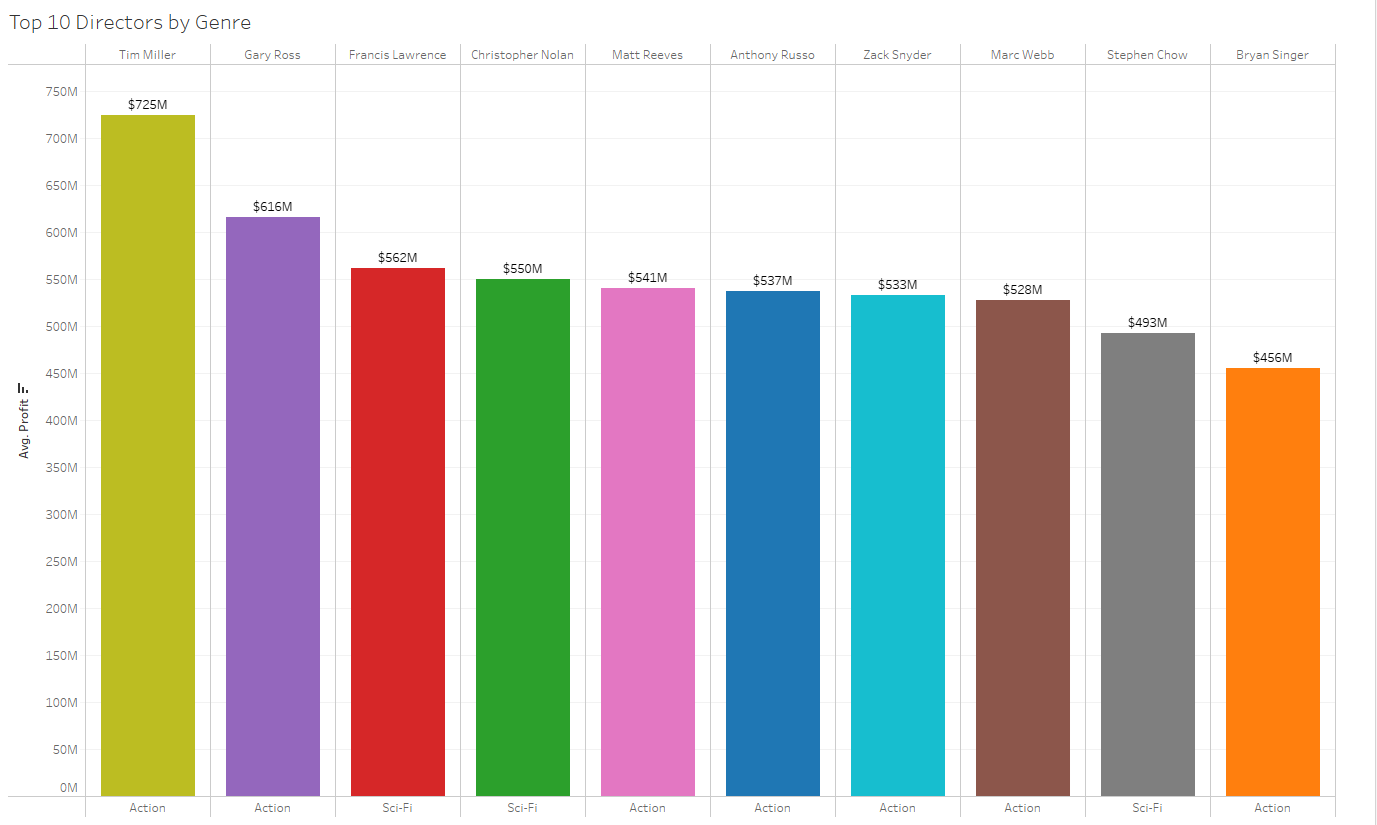 Top 10 Directors by Genre
Tim Miller Gary Ross Francis Lawrence Christopher Nolan Matt Reeves Anthony Russo Zack Snyder Marc Webb Stephen Chow Bryan Singer
750M
$725M
700M
650M
$616M
600M
$562M
$550M
550M
$541M
$537M
$533M
$528M
500M
$493M
450M
$456M
400M
Avg. Profit
350M
300M
250M
200M
150M
100M
50M
0M
Action Action Sci-Fi Sci-Fi Action Action Action Action Sci-Fi Action